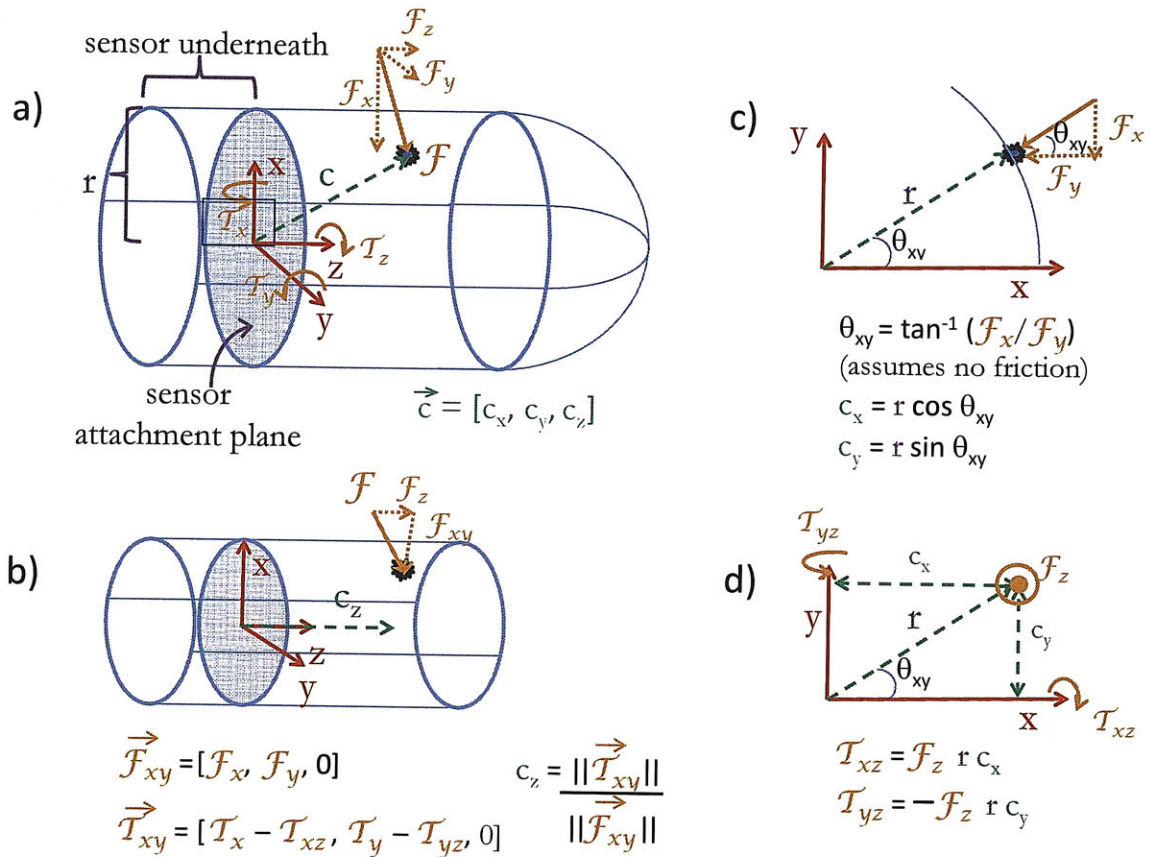 sensor underneath
a)
r
x
c
z
y
𝒯x
𝒯y
𝒯z
ℱz
ℱy
ℱx
ℱ
sensor
attachment plane
c⃗ = [cx, cy, cz]
b)
x
z
y
cz
ℱ
ℱz
ℱxy
ℱ⃗xy = [ℱx, ℱy, 0]
𝒯⃗xy = [𝒯x − 𝒯xz, 𝒯y − 𝒯yz, 0]
cz = ||𝒯⃗xy||
||ℱ⃗xy||
c)
y
r
θxy
x
θxy
ℱx
ℱy
θxy = tan⁻¹ (ℱx/ℱy)
(assumes no friction)
cx = r cos θxy
cy = r sin θxy
d)
𝒯yz
cx
ℱz
y
r
cy
θxy
x
𝒯xz
𝒯xz = ℱz r cx
𝒯yz = −ℱz r cy